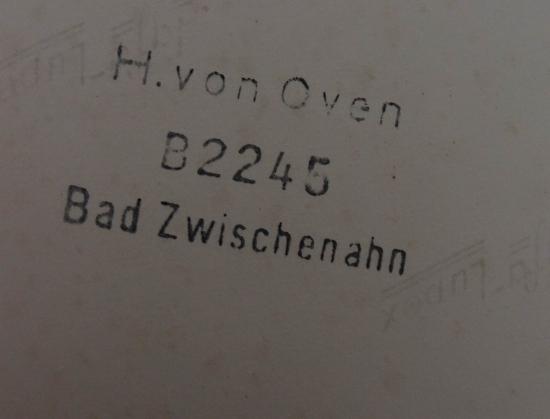 H. von Oven
B2245
Bad Zwischenahn